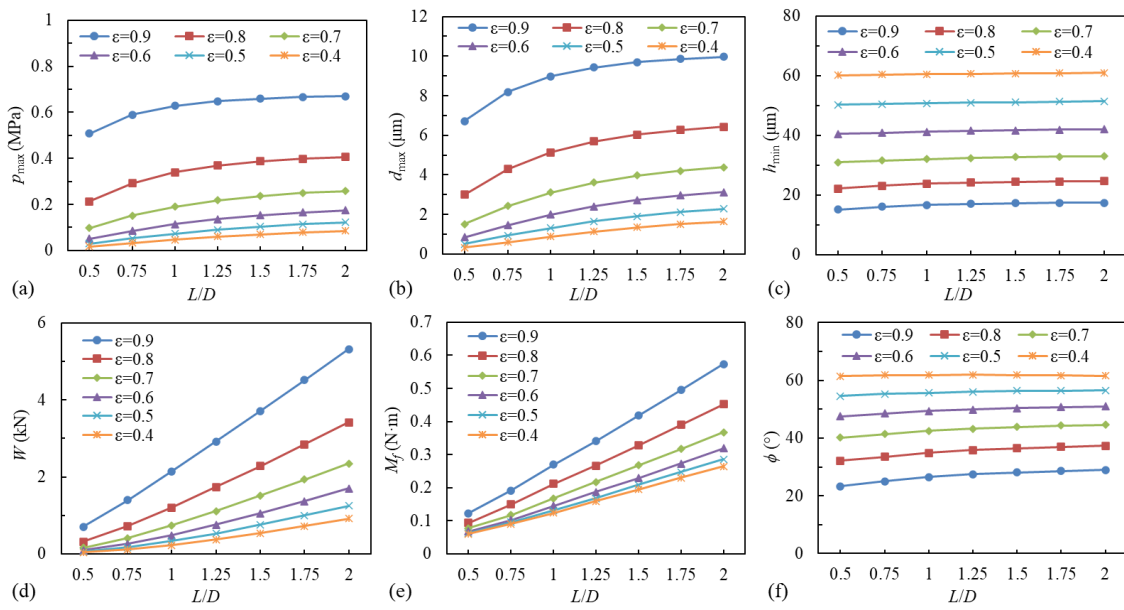 ε=0.9 ε=0.8 ε=0.7
ε=0.6 ε=0.5 ε=0.4
1
0.8
0.6
0.4
0.2
0
p_max (MPa)
0.5 0.75 1 1.25 1.5 1.75 2
L/D
(a)
ε=0.9 ε=0.8 ε=0.7
ε=0.6 ε=0.5 ε=0.4
12
10
8
6
4
2
0
d_max (μm)
0.5 0.75 1 1.25 1.5 1.75 2
L/D
(b)
ε=0.9 ε=0.8 ε=0.7
ε=0.6 ε=0.5 ε=0.4
80
60
40
20
0
h_min (μm)
0.5 0.75 1 1.25 1.5 1.75 2
L/D
(c)
ε=0.9
ε=0.8
ε=0.7
ε=0.6
ε=0.5
ε=0.4
6
4
2
0
W (kN)
0.5 0.75 1 1.25 1.5 1.75 2
L/D
(d)
ε=0.9
ε=0.8
ε=0.7
ε=0.6
ε=0.5
ε=0.4
0.7
0.6
0.5
0.4
0.3
0.2
0.1
0
M_f (N·m)
0.5 0.75 1 1.25 1.5 1.75 2
L/D
(e)
ε=0.9 ε=0.8 ε=0.7
ε=0.6 ε=0.5 ε=0.4
80
60
40
20
0
ϕ (°)
0.5 0.75 1 1.25 1.5 1.75 2
L/D
(f)